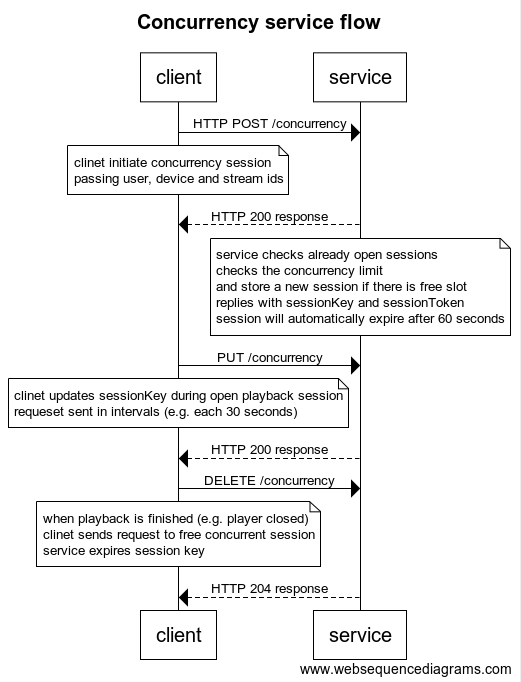 Concurrency service flow
client
service
HTTP POST /concurrency
clinet initiate concurrency session
passing user, device and stream ids
HTTP 200 response
service checks already open sessions
checks the concurrency limit
and store a new session if there is free slot
replies with sessionKey and sessionToken
session will automatically expire after 60 seconds
PUT /concurrency
clinet updates sessionKey during open playback session
requeset sent in intervals (e.g. each 30 seconds)
HTTP 200 response
DELETE /concurrency
when playback is finished (e.g. player closed)
clinet sends request to free concurrent session
service expires session key
HTTP 204 response
client
service
www.websequencediagrams.com